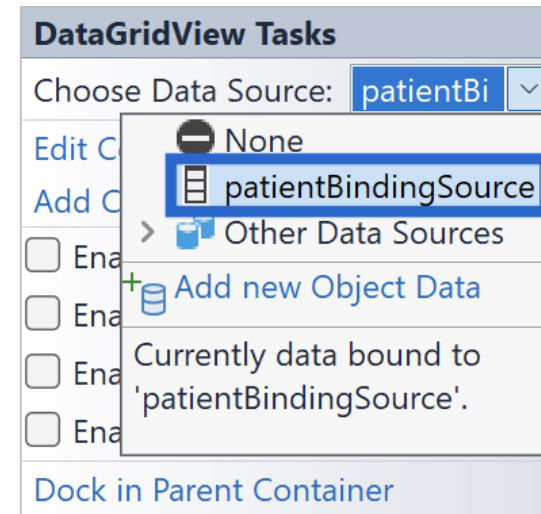 DataGridView Tasks
Choose Data Source: patientBi
Edit C
None
patientBindingSource
Add C
Other Data Sources
Ena
Add new Object Data
Ena
Currently data bound to
Ena
'patientBindingSource'.
Ena
Dock in Parent Container